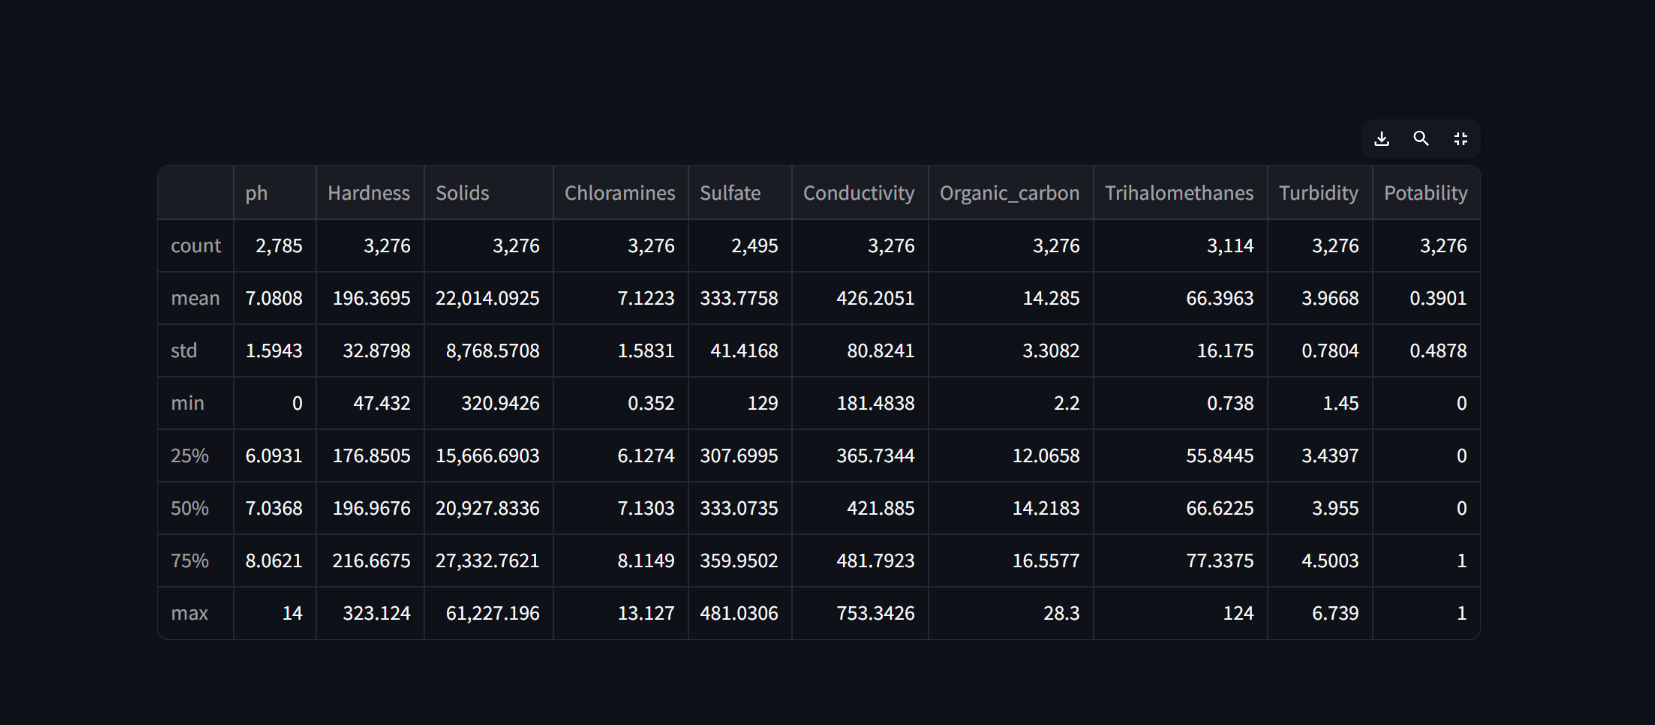 ph Hardness Solids Chloramines Sulfate Conductivity Organic_carbon Trihalomethanes Turbidity Potability
count 2,785 3,276 3,276 3,276 2,495 3,276 3,276 3,114 3,276 3,276
mean 7.0808 196.3695 22,014.0925 7.1223 333.7758 426.2051 14.285 66.3963 3.9668 0.3901
std 1.5943 32.8798 8,768.5708 1.5831 41.4168 80.8241 3.3082 16.175 0.7804 0.4878
min 0 47.432 320.9426 0.352 129 181.4838 2.2 0.738 1.45 0
25% 6.0931 176.8505 15,666.6903 6.1274 307.6995 365.7344 12.0658 55.8445 3.4397 0
50% 7.0368 196.9676 20,927.8336 7.1303 333.0735 421.885 14.2183 66.6225 3.955 0
75% 8.0621 216.6675 27,332.7621 8.1149 359.9502 481.7923 16.5577 77.3375 4.5003 1
max 14 323.124 61,227.196 13.127 481.0306 753.3426 28.3 124 6.739 1